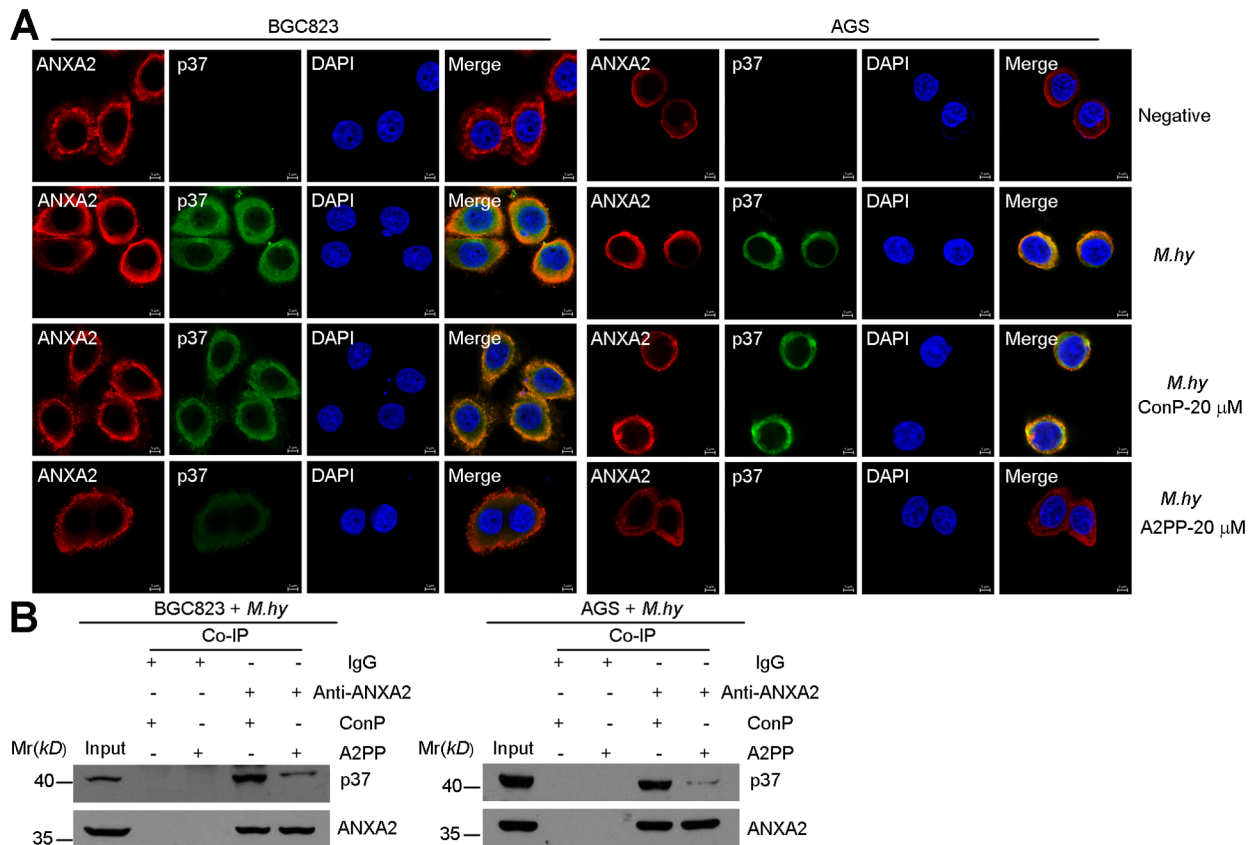 A
BGC823 AGS
ANXA2 p37 DAPI Merge ANXA2 p37 DAPI Merge
Negative
ANXA2 p37 DAPI Merge ANXA2 p37 DAPI Merge
M.hy
ANXA2 p37 DAPI Merge ANXA2 p37 DAPI Merge
M.hy
ConP-20 μM
ANXA2 p37 DAPI Merge ANXA2 p37 DAPI Merge
M.hy
A2PP-20 μM
B
BGC823 + M.hy
Co-IP
+ + - - IgG
- - + + Anti-ANXA2
+ - + - ConP
Mr(kD) Input - + - + A2PP
40 p37
35 ANXA2
AGS + M.hy
Co-IP
+ + - - IgG
- - + + Anti-ANXA2
+ - + - ConP
Mr(kD) Input - + - + A2PP
40 p37
35 ANXA2